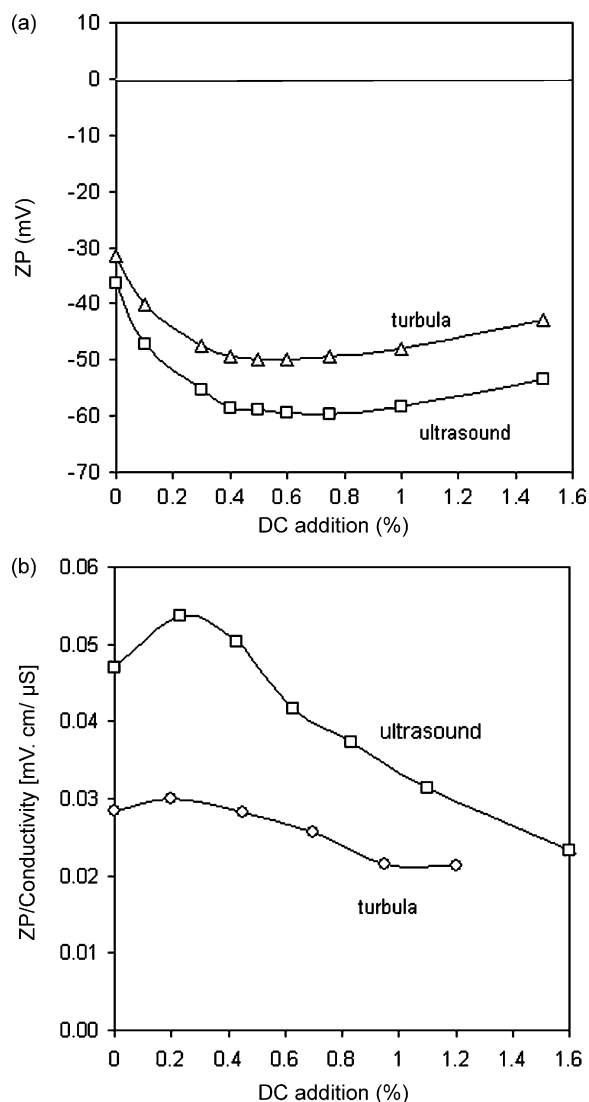 (a)
10
0
-10
-20
-30
-40
-50
-60
-70
ZP (mV)
turbula
ultrasound
0 0.2 0.4 0.6 0.8 1 1.2 1.4 1.6
DC addition (%)
(b)
0.06
0.05
0.04
0.03
0.02
0.01
0.00
ZP/Conductivity [mV. cm/ µS]
ultrasound
turbula
0 0.2 0.4 0.6 0.8 1 1.2 1.4 1.6
DC addition (%)